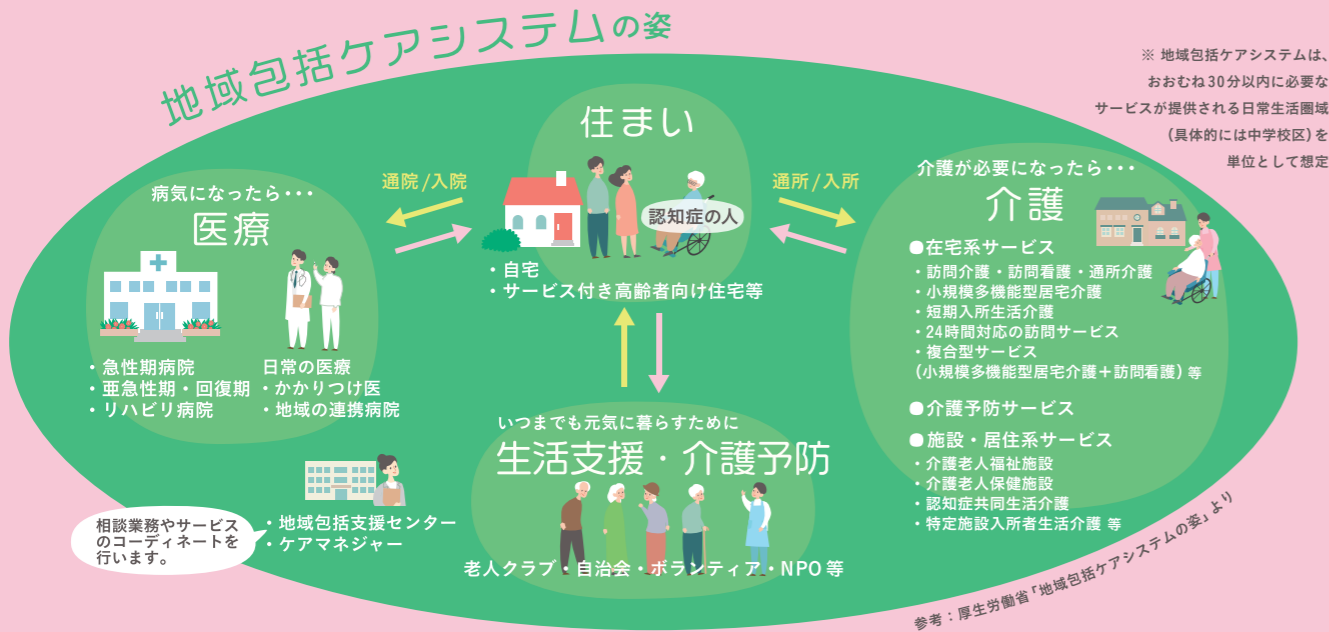 地域包括ケアシステムの姿
※ 地域包括ケアシステムは、
おおむね30分以内に必要な
サービスが提供される日常生活圏域
(具体的には中学校区)を
単位として想定
住まい
認知症の人
・自宅
・サービス付き高齢者向け住宅等
通院/入院
通所/入所
病気になったら・・・
医療
・急性期病院
・亜急性期・回復期
・リハビリ病院
日常の医療
・かかりつけ医
・地域の連携病院
介護が必要になったら・・・
介護
●在宅系サービス
・訪問介護・訪問看護・通所介護
・小規模多機能型居宅介護
・短期入所生活介護
・24時間対応の訪問サービス
・複合型サービス
(小規模多機能型居宅介護＋訪問看護)等
●介護予防サービス
●施設・居住系サービス
・介護老人福祉施設
・介護老人保健施設
・認知症共同生活介護
・特定施設入所者生活介護 等
いつまでも元気に暮らすために
生活支援・介護予防
老人クラブ・自治会・ボランティア・NPO 等
・地域包括支援センター
・ケアマネジャー
相談業務やサービス
のコーディネートを
行います。
参考：厚生労働省「地域包括ケアシステムの姿」より